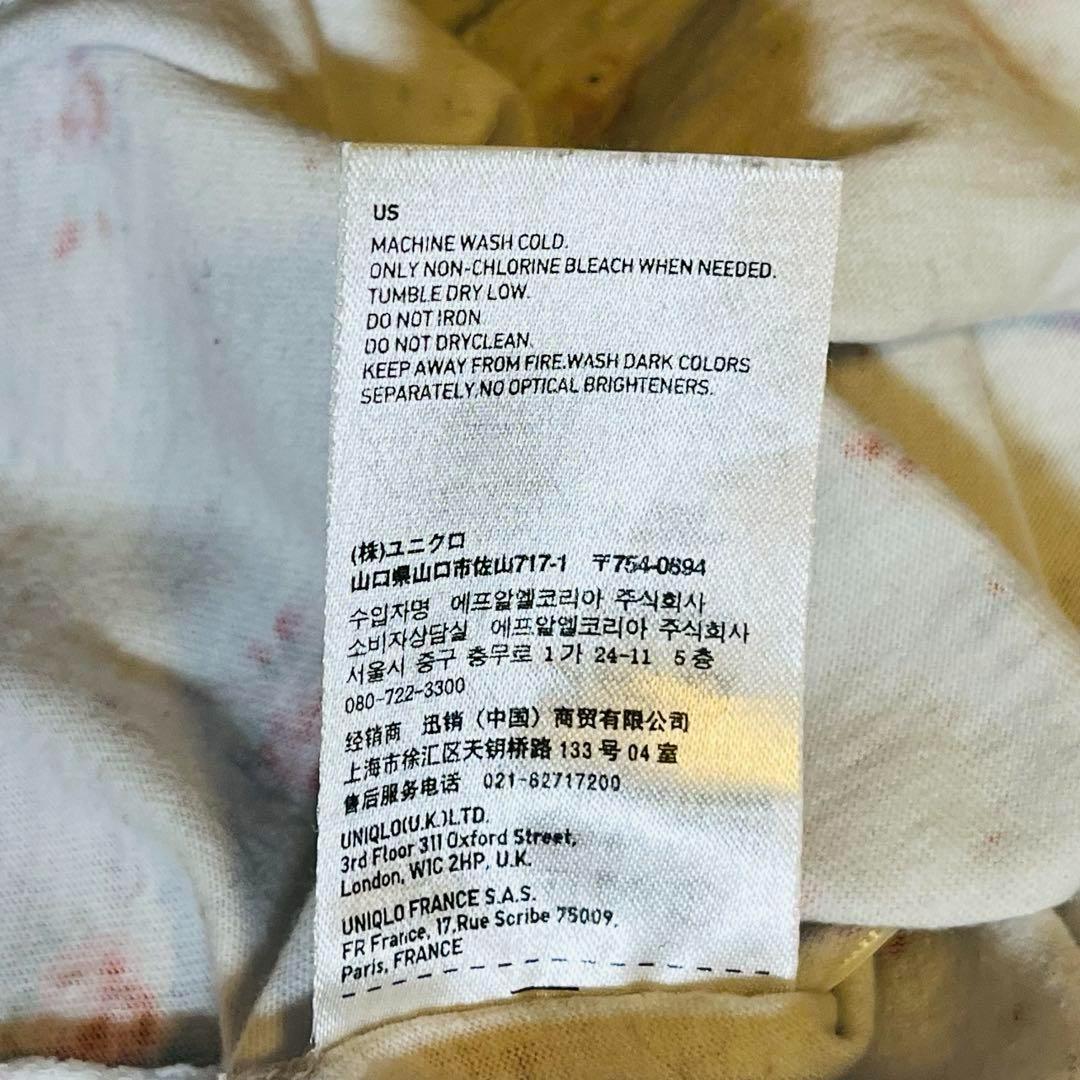 US
MACHINE WASH COLD.
ONLY NON-CHLORINE BLEACH WHEN NEEDED.
TUMBLE DRY LOW.
DO NOT IRON
DO NOT DRYCLEAN.
KEEP AWAY FROM FIRE.WASH DARK COLORS
SEPARATELY,NO OPTICAL BRIGHTENERS.
(株)ユニクロ
山口県山口市佐山717-1 〒754-0894
수입자명 에프알엘코리아 주식회사
소비자상담실 에프알엘코리아 주식회사
서울시 중구 충무로 1가 24-11 5층
080-722-3300
经销商 迅销（中国）商贸有限公司
上海市徐汇区天钥桥路 133 号 04 室
售后服务电话 021-62717200
UNIQLO(U.K.)LTD.
3rd Floor 311 Oxford Street,
London, W1C 2HP, U.K.
UNIQLO FRANCE S.A.S.
FR France, 17,Rue Scribe 75009,
Paris, FRANCE